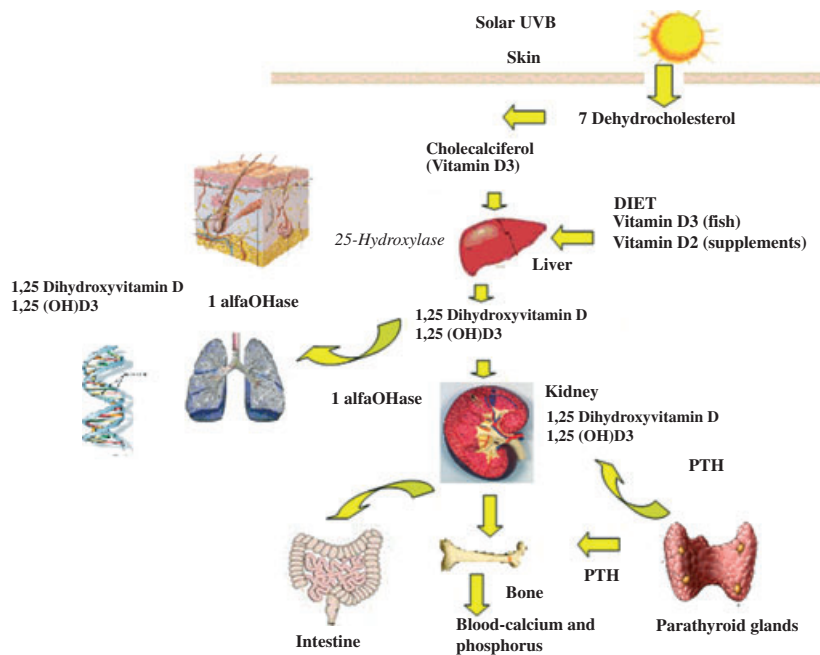 Solar UVB
Skin
7 Dehydrocholesterol
Cholecalciferol
(Vitamin D3)
DIET
Vitamin D3 (fish)
Vitamin D2 (supplements)
25-Hydroxylase
Liver
1,25 Dihydroxyvitamin D
1,25 (OH)D3
1 alfaOHase
1,25 Dihydroxyvitamin D
1,25 (OH)D3
1 alfaOHase
Kidney
1,25 Dihydroxyvitamin D
1,25 (OH)D3
PTH
PTH
Bone
Intestine
Blood-calcium and
phosphorus
Parathyroid glands